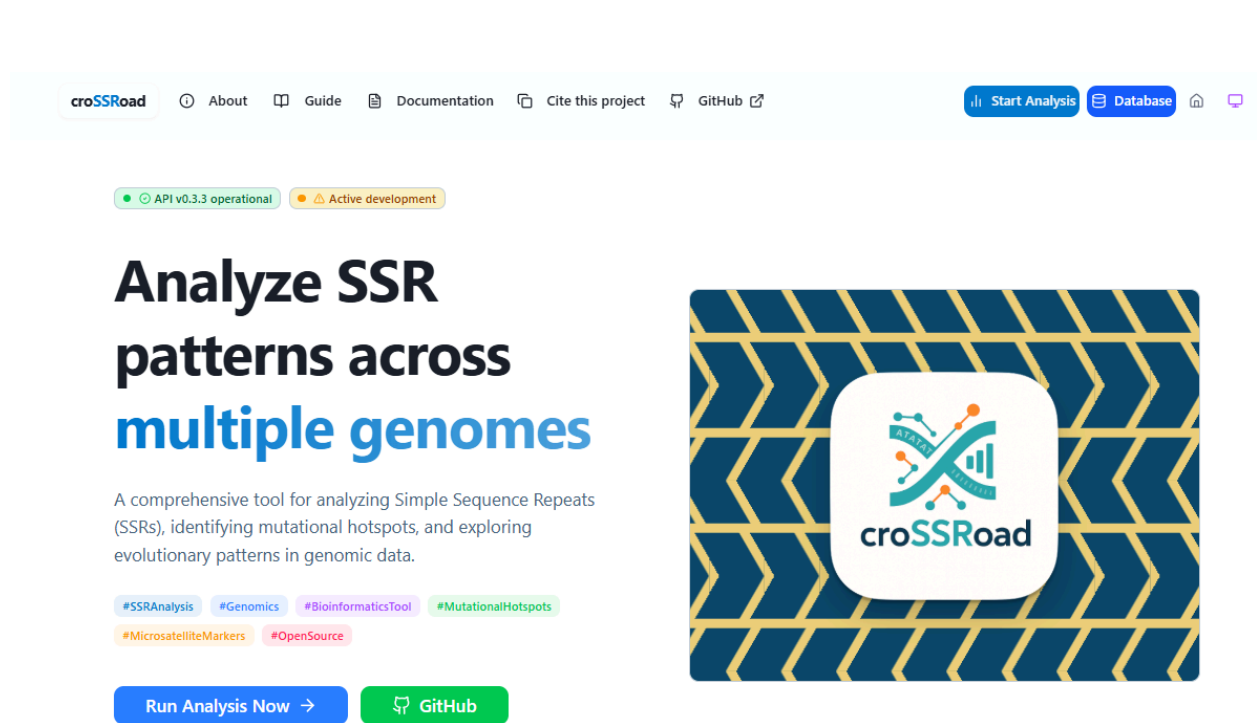 croSSRoad About Guide Documentation Cite this project GitHub Start Analysis Database
API v0.3.3 operational Active development
Analyze SSR
patterns across
multiple genomes
A comprehensive tool for analyzing Simple Sequence Repeats
(SSRs), identifying mutational hotspots, and exploring
evolutionary patterns in genomic data.
#SSRAnalysis #Genomics #BioinformaticsTool #MutationalHotspots
#MicrosatelliteMarkers #OpenSource
Run Analysis Now GitHub
ATATAT
croSSRoad